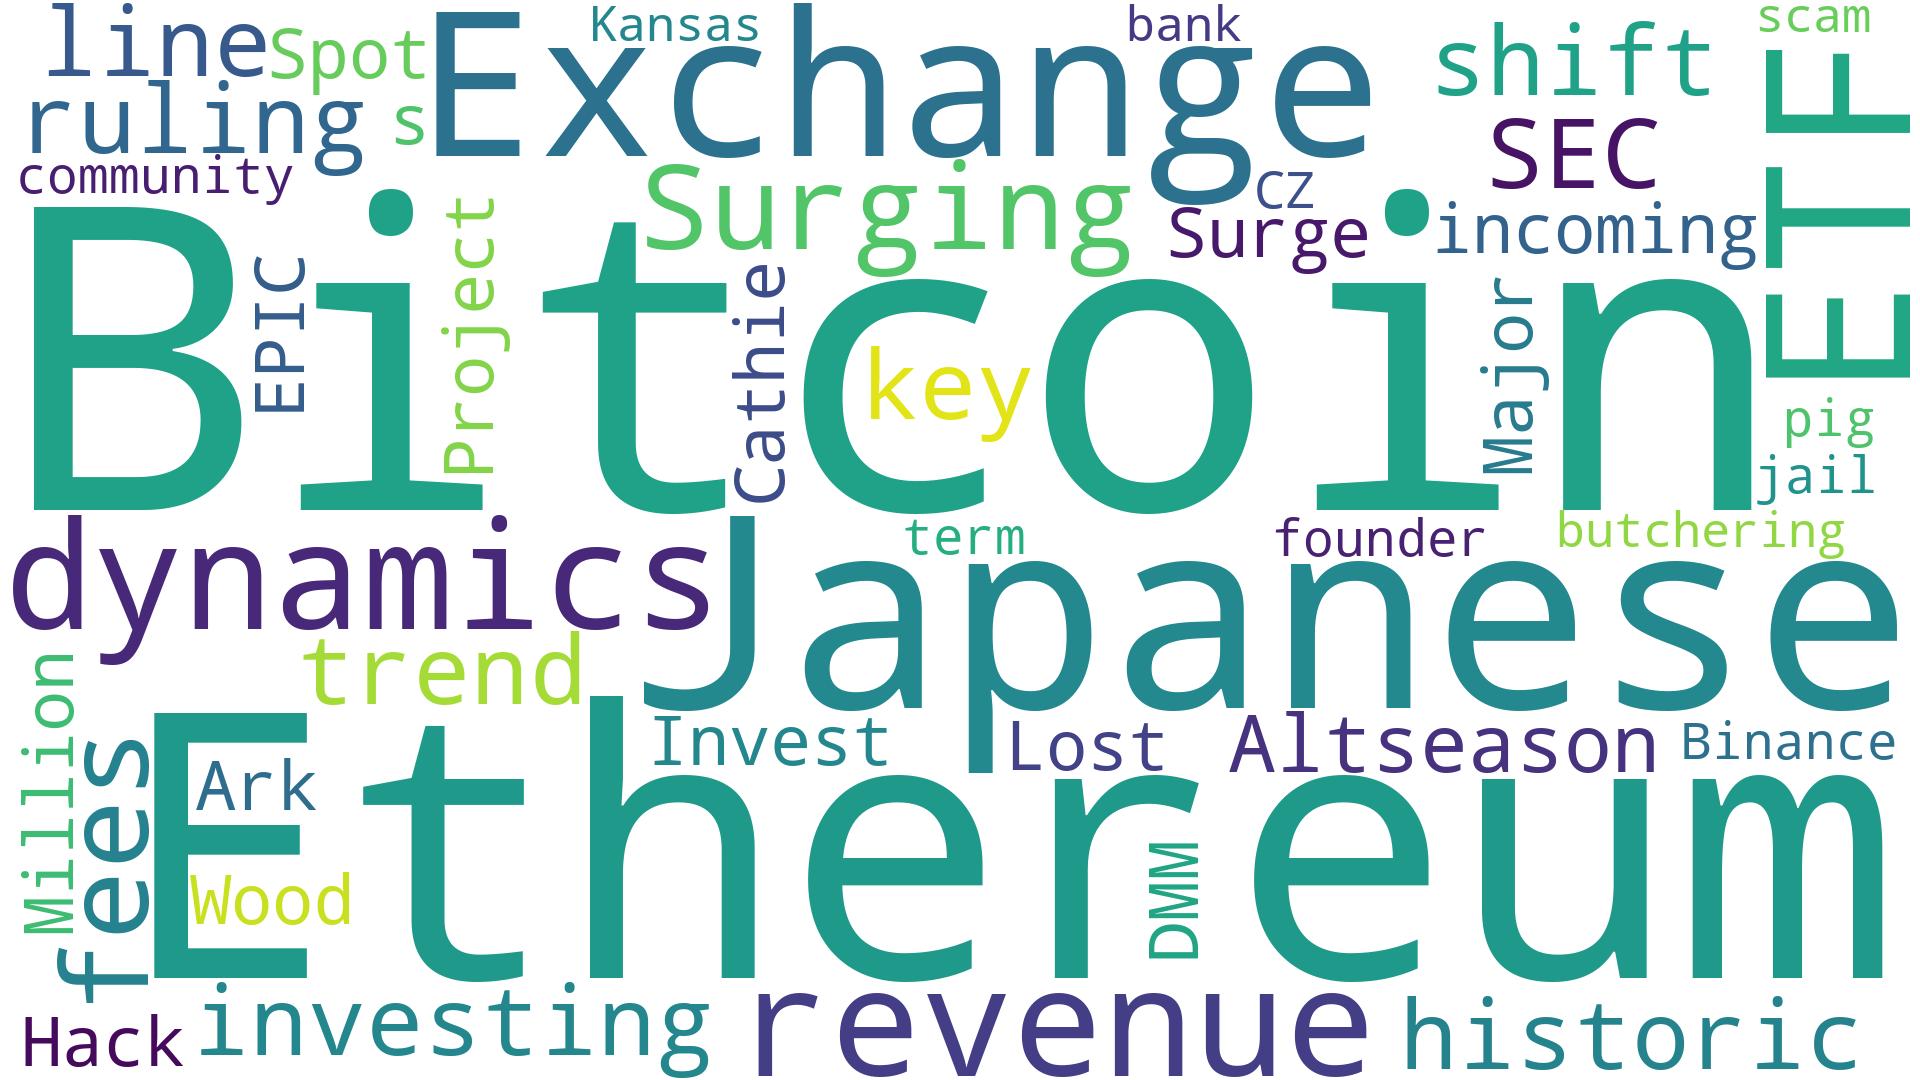 line
Spot
Exchange
Kansas
bank
shift
scam
ruling
s
SEC
ETF
community
Surging
CZ
Surge
incoming
Bitcoin
EPIC
Project
Cathie
key
Major
pig
jail
dynamics
term
founder
butchering
Japanese
trend
Million
fees
Ethereum
Ark
Invest
Lost
Altseason
Binance
Wood
DMM
Hack
investing
revenue
historic